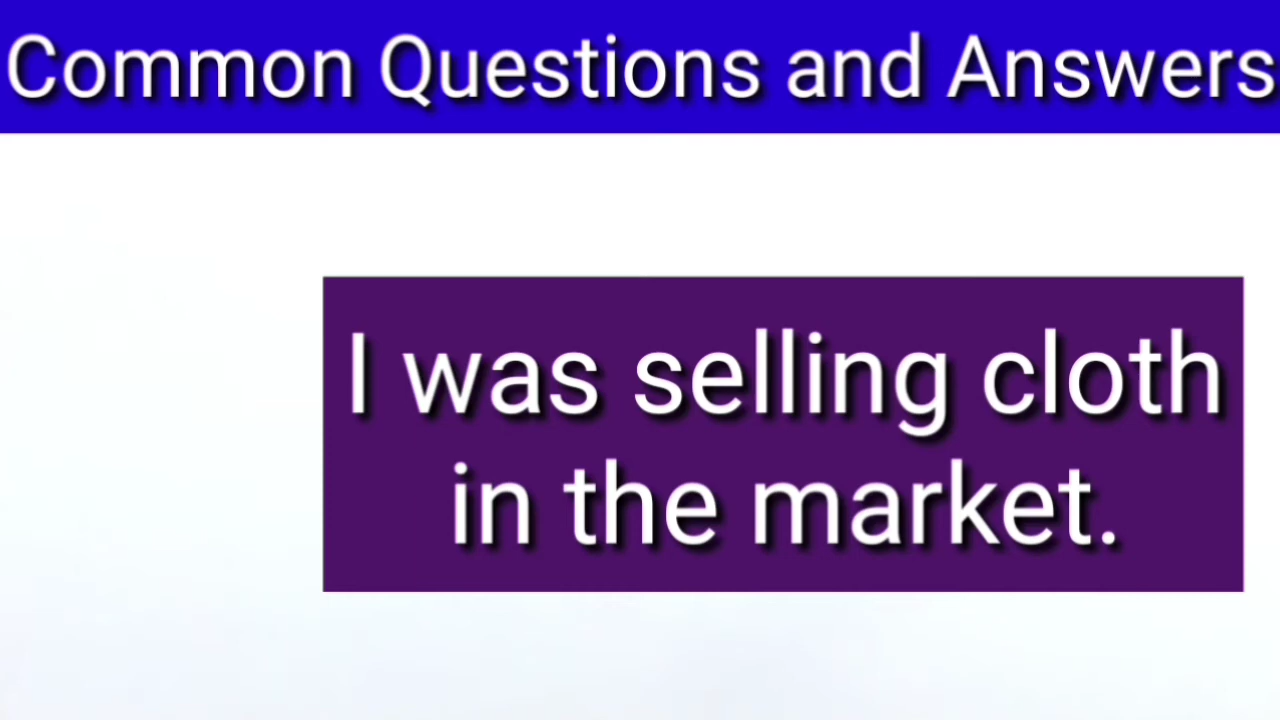 Common Questions and Answers
I was selling cloth
in the market.